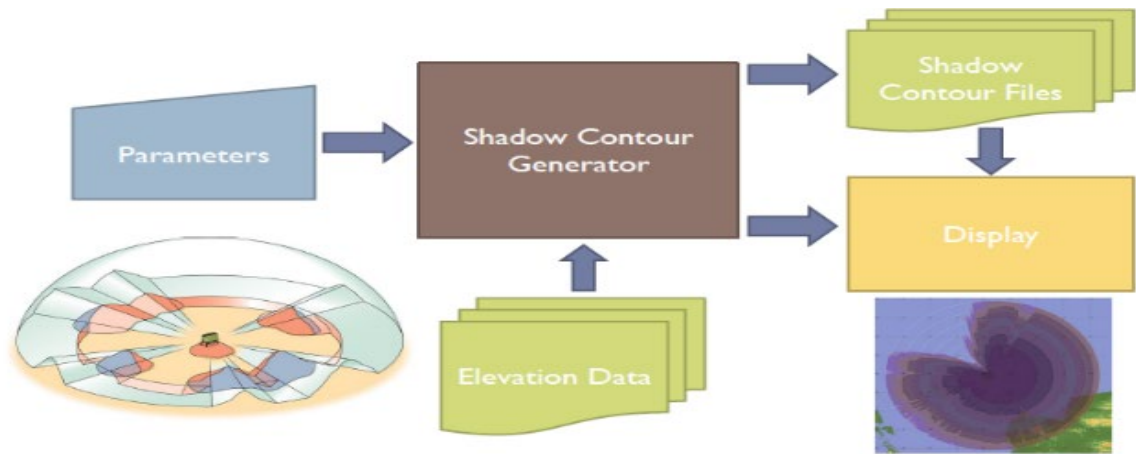 Shadow
Contour Files
Parameters
Shadow Contour
Generator
Display
Elevation Data